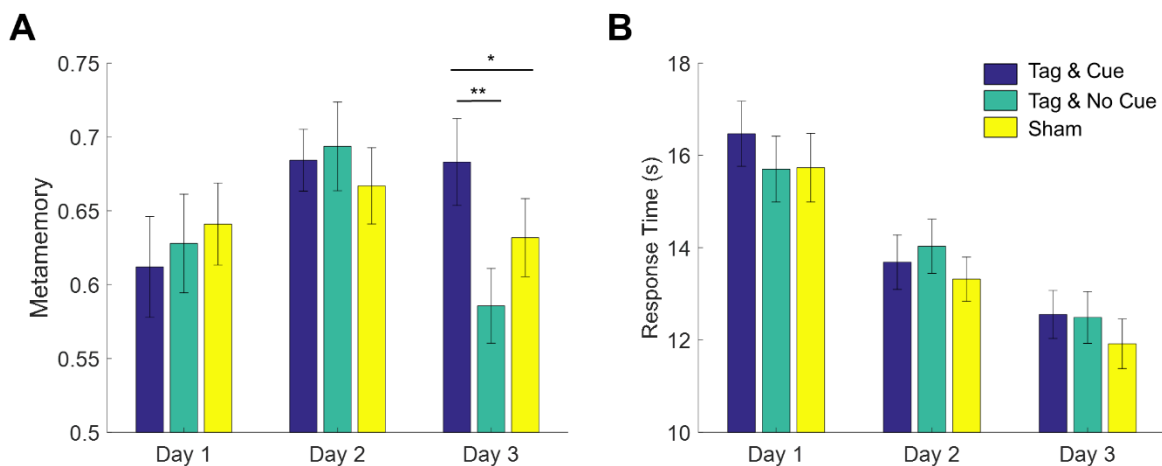 A
Metamemory
0.75
0.7
0.65
0.6
0.55
0.5
Day 1
Day 2
Day 3
*
**
B
Response Time (s)
18
16
14
12
10
Day 1
Day 2
Day 3
Tag & Cue
Tag & No Cue
Sham